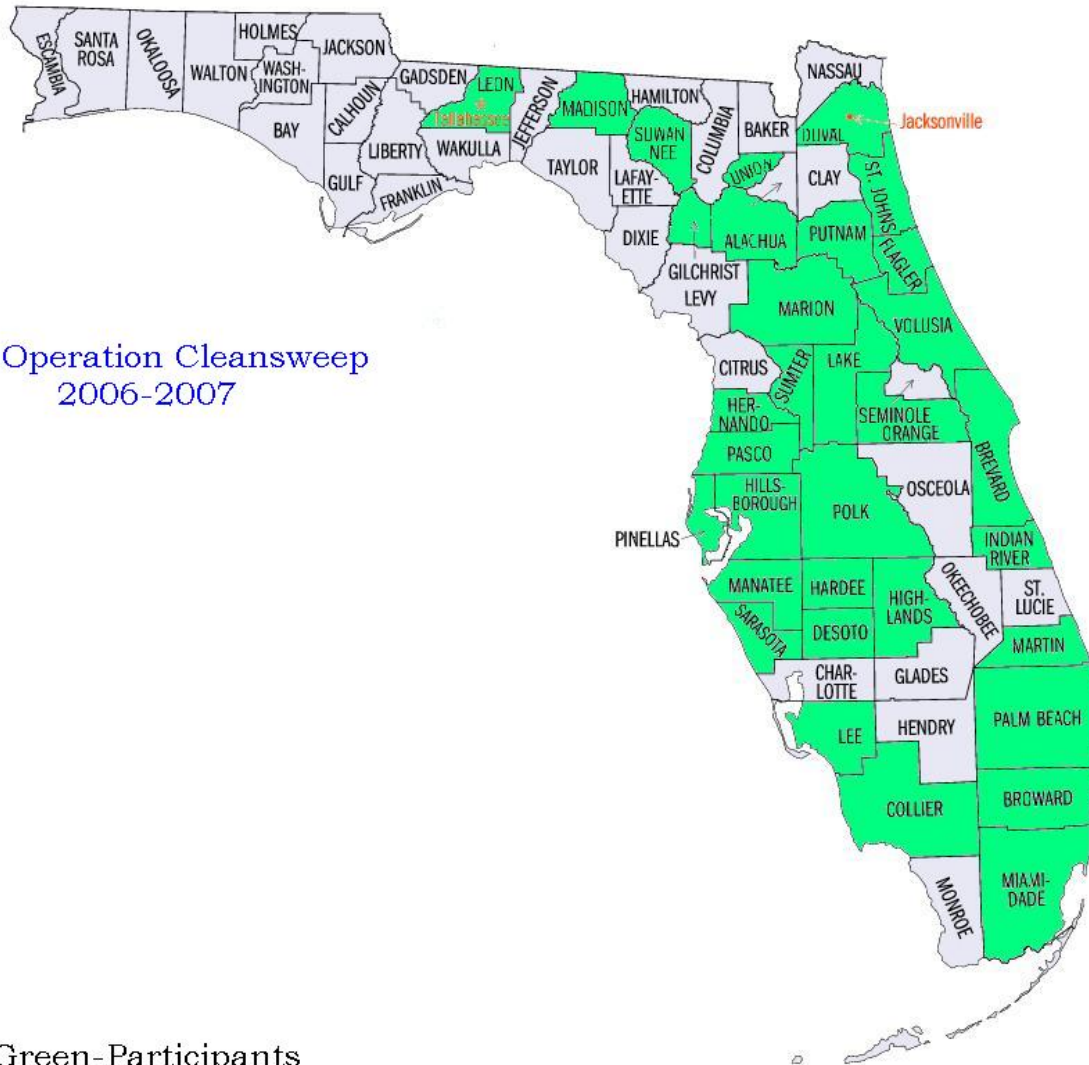 HOLMES
JACKSON
ESCAMBIA
SANTA
ROSA
OKALOOSA
WALTON
WASH-
INGTON
BAY
CALHOUN
GULF
LIBERTY
FRANKLIN
GADSDEN
LEON
Tallahassee
WAKULLA
JEFFERSON
MADISON
TAYLOR
HAMILTON
SUWAN
NEE
LAFAY-
ETTE
DIXIE
COLUMBIA
BAKER
UNION
NASSAU
DUVAL
Jacksonville
CLAY
ST. JOHNS
ALACHUA
PUTNAM
FLAGLER
GILCHRIST
LEVY
MARION
VOLUSIA
Operation Cleansweep
2006-2007
CITRUS
SUMTER
LAKE
HER-
NANDO
SEMINOLE
ORANGE
PASCO
BREVARD
HILLS-
BOROUGH
POLK
OSCEOLA
PINELLAS
INDIAN
RIVER
MANATEE
HARDEE
HIGH-
LANDS
OKEECHOBEE
ST.
LUCIE
SARASOTA
DESOTO
MARTIN
CHAR-
LOTTE
GLADES
LEE
HENDRY
PALM BEACH
COLLIER
BROWARD
MONROE
MIAMI-
DADE
Green-Participants